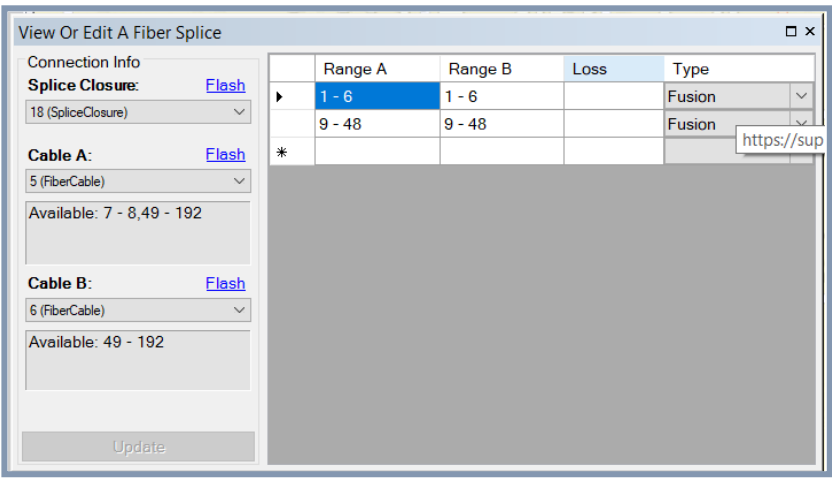 View Or Edit A Fiber Splice
Connection Info
Splice Closure: Flash
18 (SpliceClosure)
Cable A: Flash
5 (FiberCable)
Available: 7 - 8,49 - 192
Cable B: Flash
6 (FiberCable)
Available: 49 - 192
Update
Range A Range B Loss Type
1 - 6 1 - 6 Fusion
9 - 48 9 - 48 Fusion
https://sup